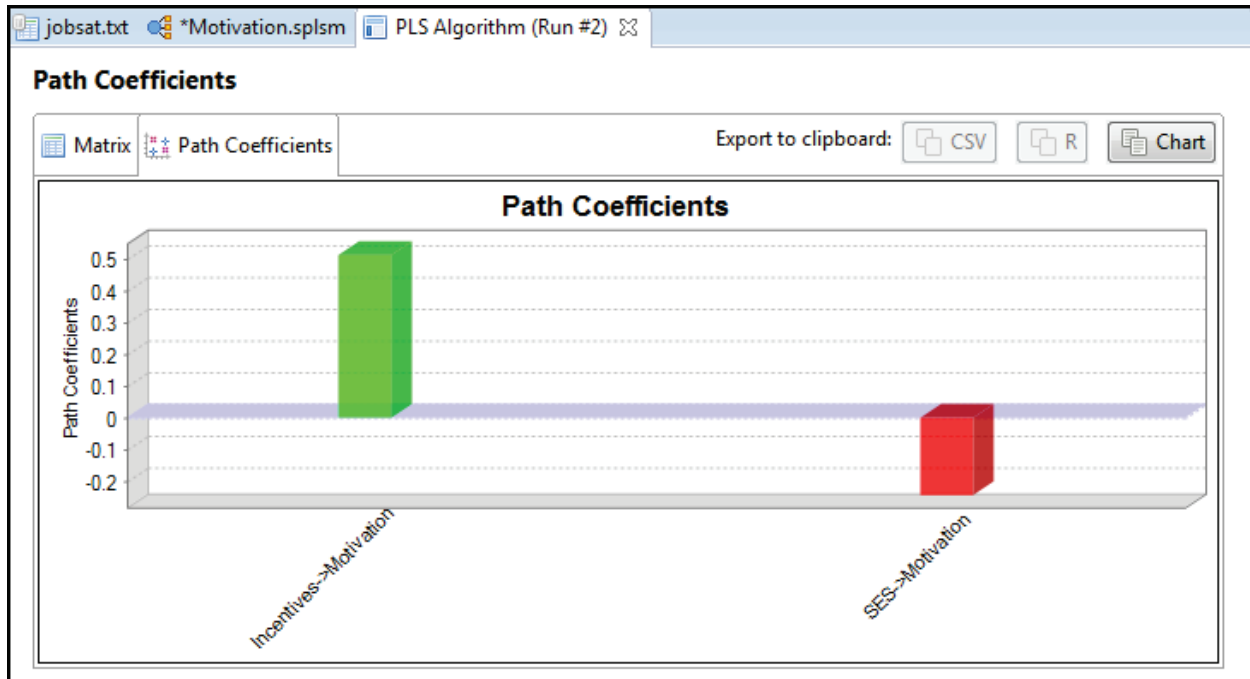 jobsat.txt *Motivation.splsm PLS Algorithm (Run #2)
Path Coefficients
Matrix Path Coefficients Export to clipboard: CSV R Chart
Path Coefficients
Path Coefficients
0.5
0.4
0.3
0.2
0.1
0
-0.1
-0.2
Incentives->Motivation
SES->Motivation